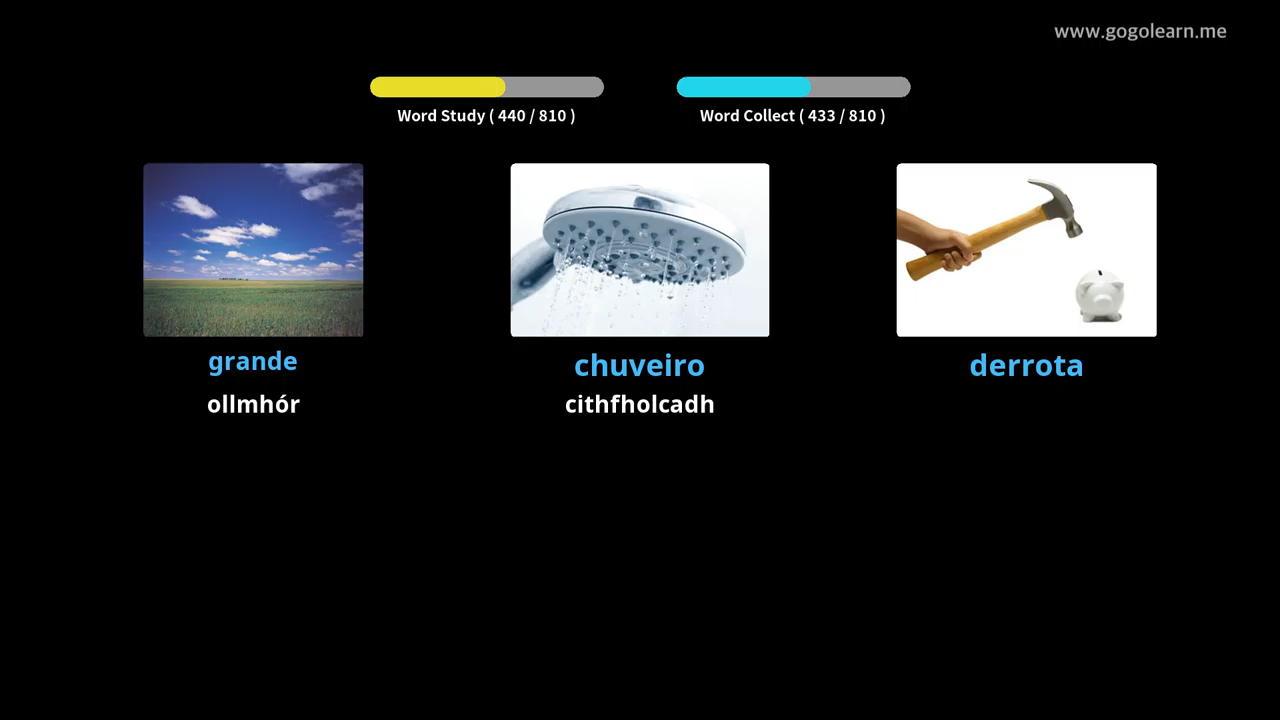 www.gogolearn.me
Word Study ( 440 / 810 )
Word Collect ( 433 / 810 )
grande
ollmhór
chuveiro
cithfholcadh
derrota